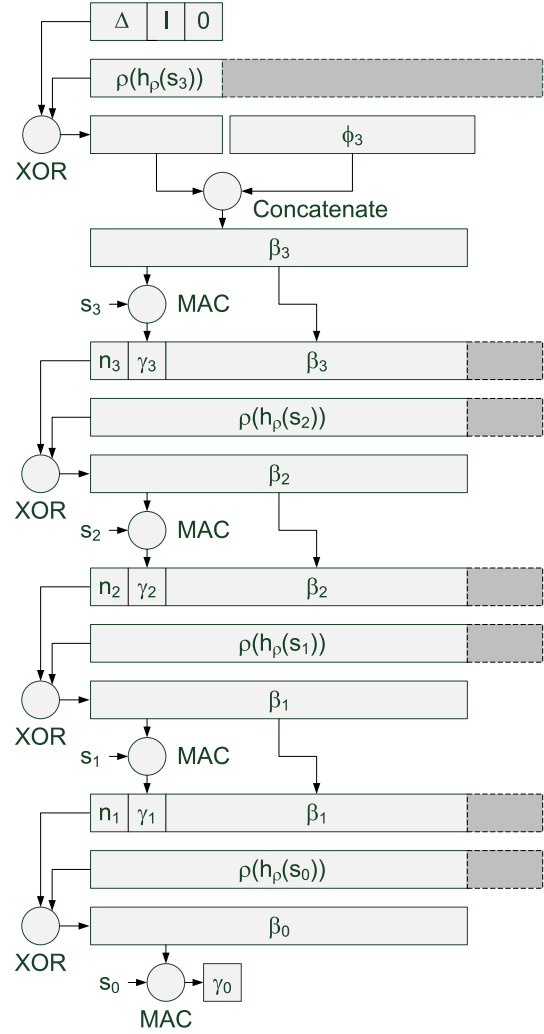 Δ I 0
ρ(hρ(s₃))
XOR
ϕ₃
Concatenate
β₃
s₃ MAC
n₃ γ₃ β₃
ρ(hρ(s₂))
XOR
β₂
s₂ MAC
n₂ γ₂ β₂
ρ(hρ(s₁))
XOR
β₁
s₁ MAC
n₁ γ₁ β₁
ρ(hρ(s₀))
XOR
β₀
s₀ γ₀
MAC